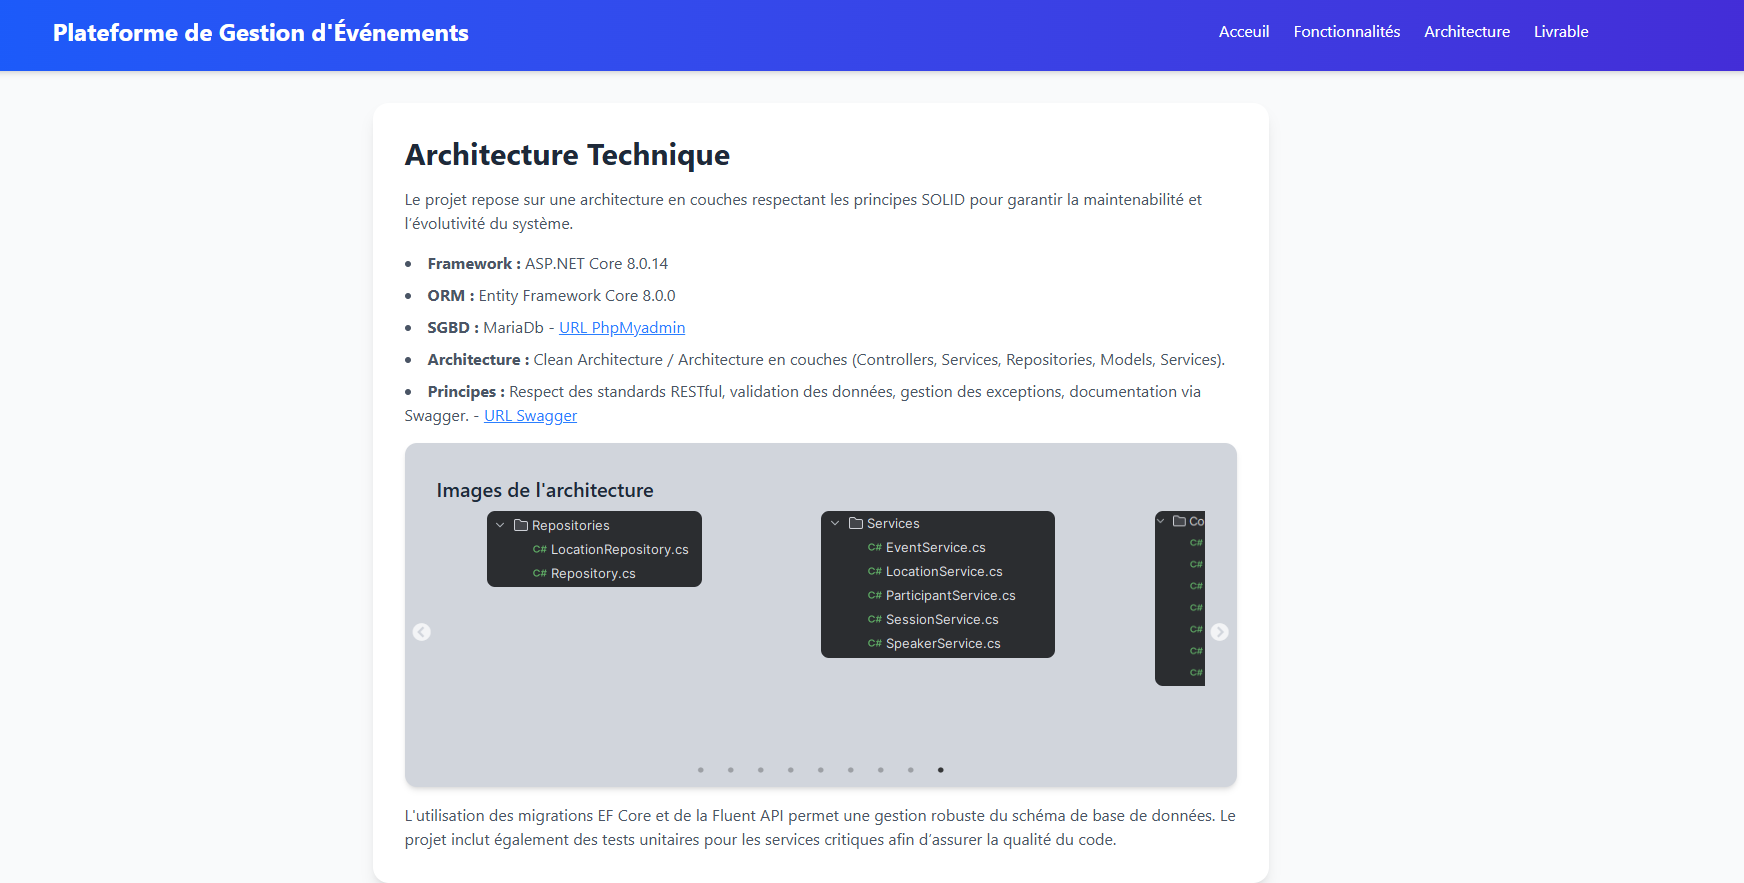 Plateforme de Gestion d'Événements
Acceuil Fonctionnalités Architecture Livrable
Architecture Technique
Le projet repose sur une architecture en couches respectant les principes SOLID pour garantir la maintenabilité et
l’évolutivité du système.
• Framework : ASP.NET Core 8.0.14
• ORM : Entity Framework Core 8.0.0
• SGBD : MariaDb - URL PhpMyadmin
• Architecture : Clean Architecture / Architecture en couches (Controllers, Services, Repositories, Models, Services).
• Principes : Respect des standards RESTful, validation des données, gestion des exceptions, documentation via
Swagger. - URL Swagger
Images de l'architecture
Repositories
C# LocationRepository.cs
C# Repository.cs
Services
C# EventService.cs
C# LocationService.cs
C# ParticipantService.cs
C# SessionService.cs
C# SpeakerService.cs
Co
C#
C#
C#
C#
C#
C#
C#
L'utilisation des migrations EF Core et de la Fluent API permet une gestion robuste du schéma de base de données. Le
projet inclut également des tests unitaires pour les services critiques afin d’assurer la qualité du code.